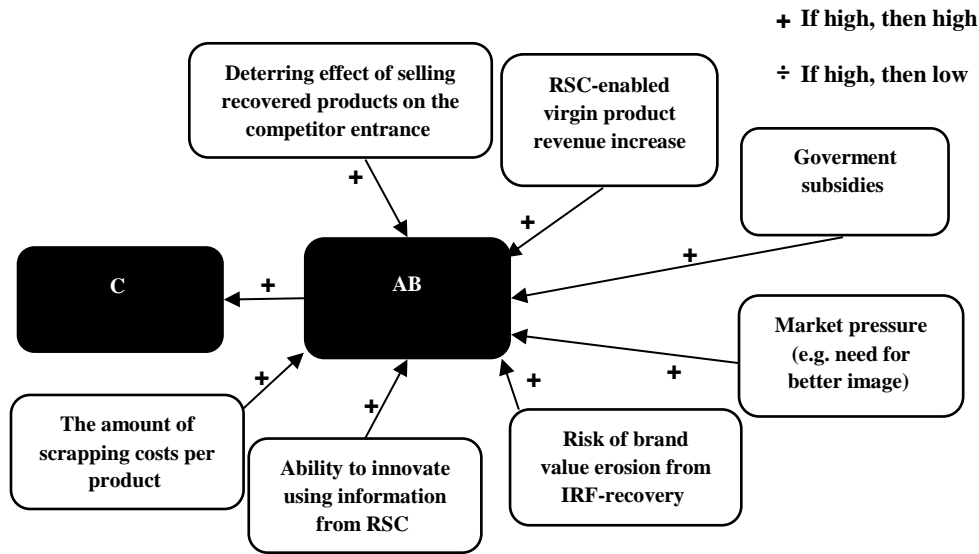 + If high, then high
÷ If high, then low
Deterring effect of selling
recovered products on the
competitor entrance
RSC-enabled
virgin product
revenue increase
Goverment
subsidies
+
+
+
C
+
AB
Market pressure
(e.g. need for
better image)
+
+
+
+
The amount of
scrapping costs per
product
Ability to innovate
using information
from RSC
Risk of brand
value erosion from
IRF-recovery